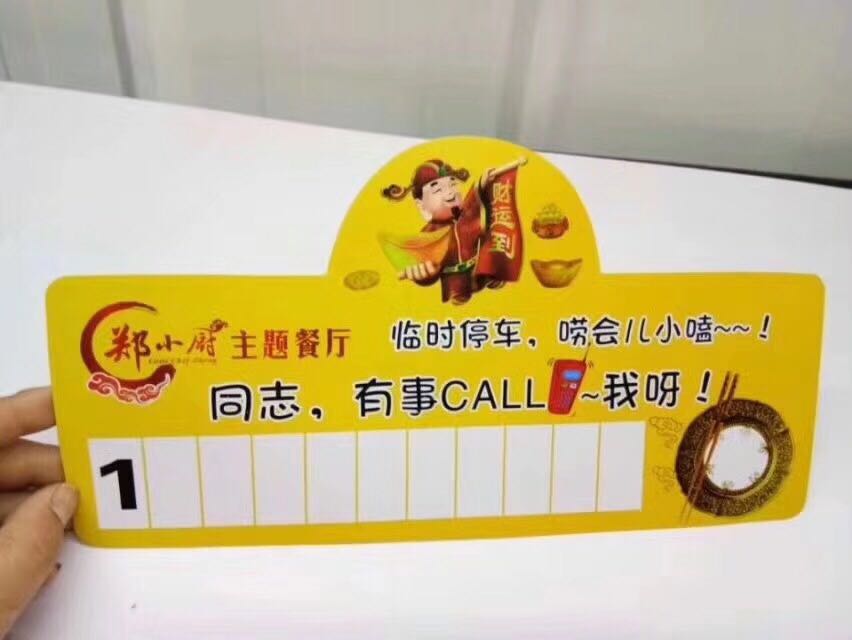 财运到
郑小厨 主题餐厅
临时停车，唠会儿小嗑~~！
同志，有事CALL~我呀！
1